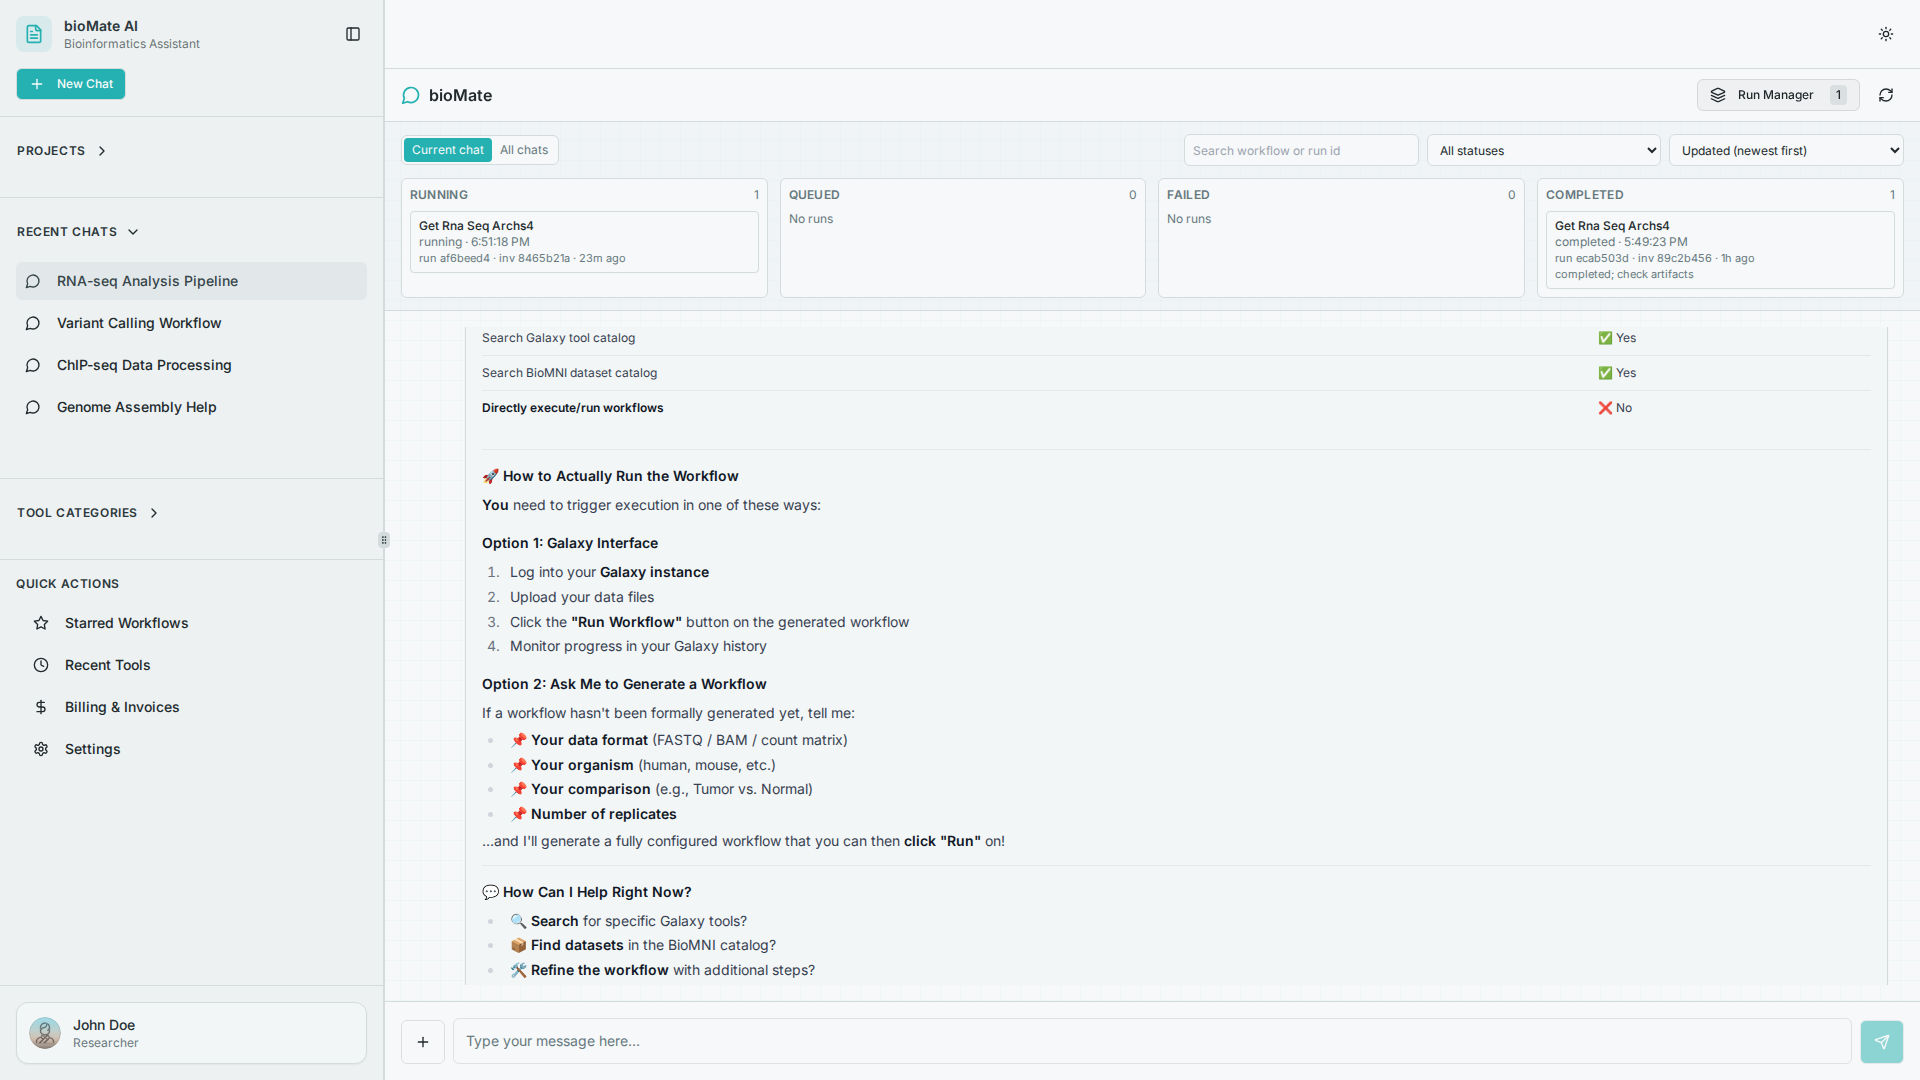 bioMate AI
Bioinformatics Assistant
New Chat
PROJECTS
RECENT CHATS
RNA-seq Analysis Pipeline
Variant Calling Workflow
ChIP-seq Data Processing
Genome Assembly Help
TOOL CATEGORIES
QUICK ACTIONS
Starred Workflows
Recent Tools
Billing & Invoices
Settings
John Doe
Researcher
bioMate
Run Manager 1
Current chat All chats
Search workflow or run id
All statuses
Updated (newest first)
RUNNING 1
Get Rna Seq Archs4
running · 6:51:18 PM
run af6beed4 · inv 8465b21a · 23m ago
QUEUED 0
No runs
FAILED 0
No runs
COMPLETED 1
Get Rna Seq Archs4
completed · 5:49:23 PM
run ecab503d · inv 89c2b456 · 1h ago
completed; check artifacts
Search Galaxy tool catalog ✅ Yes
Search BioMNI dataset catalog ✅ Yes
Directly execute/run workflows ❌ No
🚀 How to Actually Run the Workflow
You need to trigger execution in one of these ways:
Option 1: Galaxy Interface
1. Log into your Galaxy instance
2. Upload your data files
3. Click the "Run Workflow" button on the generated workflow
4. Monitor progress in your Galaxy history
Option 2: Ask Me to Generate a Workflow
If a workflow hasn't been formally generated yet, tell me:
• 📌 Your data format (FASTQ / BAM / count matrix)
• 📌 Your organism (human, mouse, etc.)
• 📌 Your comparison (e.g., Tumor vs. Normal)
• 📌 Number of replicates
...and I'll generate a fully configured workflow that you can then click "Run" on!
💬 How Can I Help Right Now?
• 🔍 Search for specific Galaxy tools?
• 📦 Find datasets in the BioMNI catalog?
• 🛠️ Refine the workflow with additional steps?
Type your message here...